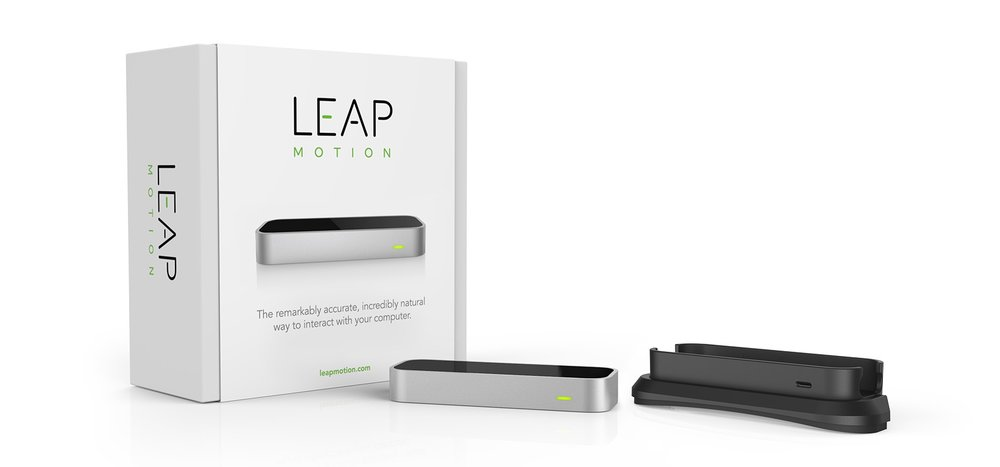 LEAP
MOTION
LEAP
MOTION
The remarkably accurate, incredibly natural
way to interact with your computer.
leapmotion.com